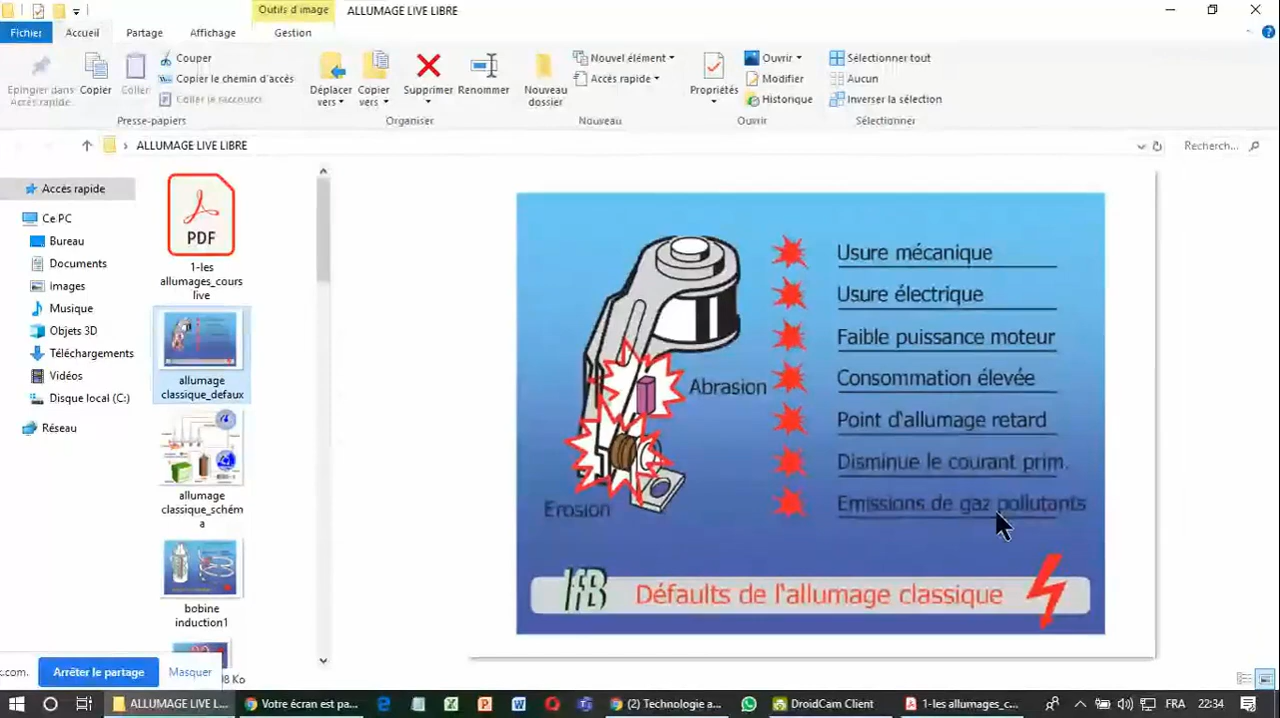 Outils d'image
ALLUMAGE LIVE LIBRE
Fichier
Accueil
Partage
Affichage
Gestion
Épingler dans
Accès rapide
Copier
Coller
Couper
Copier le chemin d'accès
Coller le raccourci
Presse-papiers
Déplacer
vers
Copier
vers
Supprimer
Renommer
Organiser
Nouveau
dossier
Nouvel élément
Accès rapide
Nouveau
Propriétés
Ouvrir
Modifier
Historique
Ouvrir
Sélectionner tout
Aucun
Inverser la sélection
Sélectionner
ALLUMAGE LIVE LIBRE
Recherch...
Accès rapide
Ce PC
Bureau
Documents
Images
Musique
Objets 3D
Téléchargements
Vidéos
Disque local (C:)
Réseau
PDF
1-les
allumages_cours
live
allumage
classique_defaux
allumage
classique_schém
a
bobine
induction1
Usure mécanique
Usure électrique
Faible puissance moteur
Consommation élevée
Point d'allumage retard
Disminue le courant prim.
Emissions de gaz pollutants
Abrasion
Erosion
IfB
Défaults de l'allumage classique
k.com.
Arrêter le partage
Masquer
8 Ko
ALLUMAGE LIVE L...
Votre écran est pa...
(2) Technologie a...
DroidCam Client
1-les allumages_c...
FRA
22:34